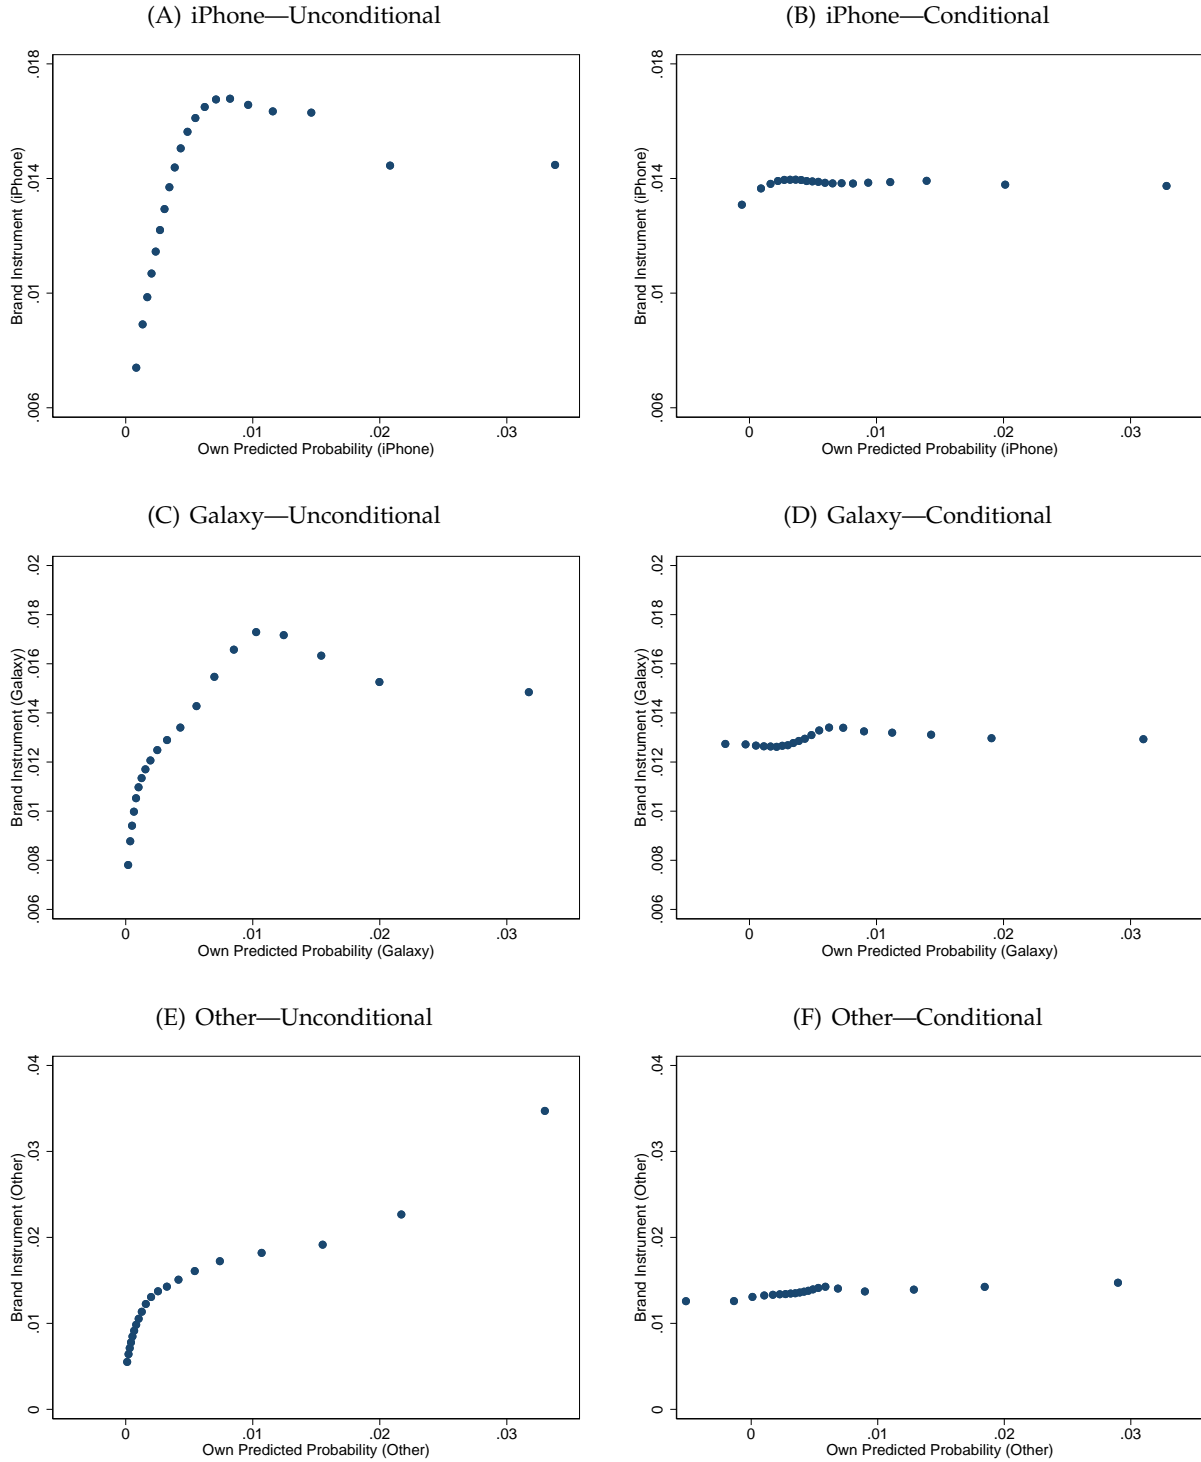 (A) iPhone—Unconditional
Brand Instrument (iPhone)
.006 .01 .014 .018
0 .01 .02 .03
Own Predicted Probability (iPhone)
(B) iPhone—Conditional
Brand Instrument (iPhone)
.006 .01 .014 .018
0 .01 .02 .03
Own Predicted Probability (iPhone)
(C) Galaxy—Unconditional
Brand Instrument (Galaxy)
.006 .008 .01 .012 .014 .016 .018 .02
0 .01 .02 .03
Own Predicted Probability (Galaxy)
(D) Galaxy—Conditional
Brand Instrument (Galaxy)
.006 .008 .01 .012 .014 .016 .018 .02
0 .01 .02 .03
Own Predicted Probability (Galaxy)
(E) Other—Unconditional
Brand Instrument (Other)
0 .01 .02 .03 .04
0 .01 .02 .03
Own Predicted Probability (Other)
(F) Other—Conditional
Brand Instrument (Other)
0 .01 .02 .03 .04
0 .01 .02 .03
Own Predicted Probability (Other)